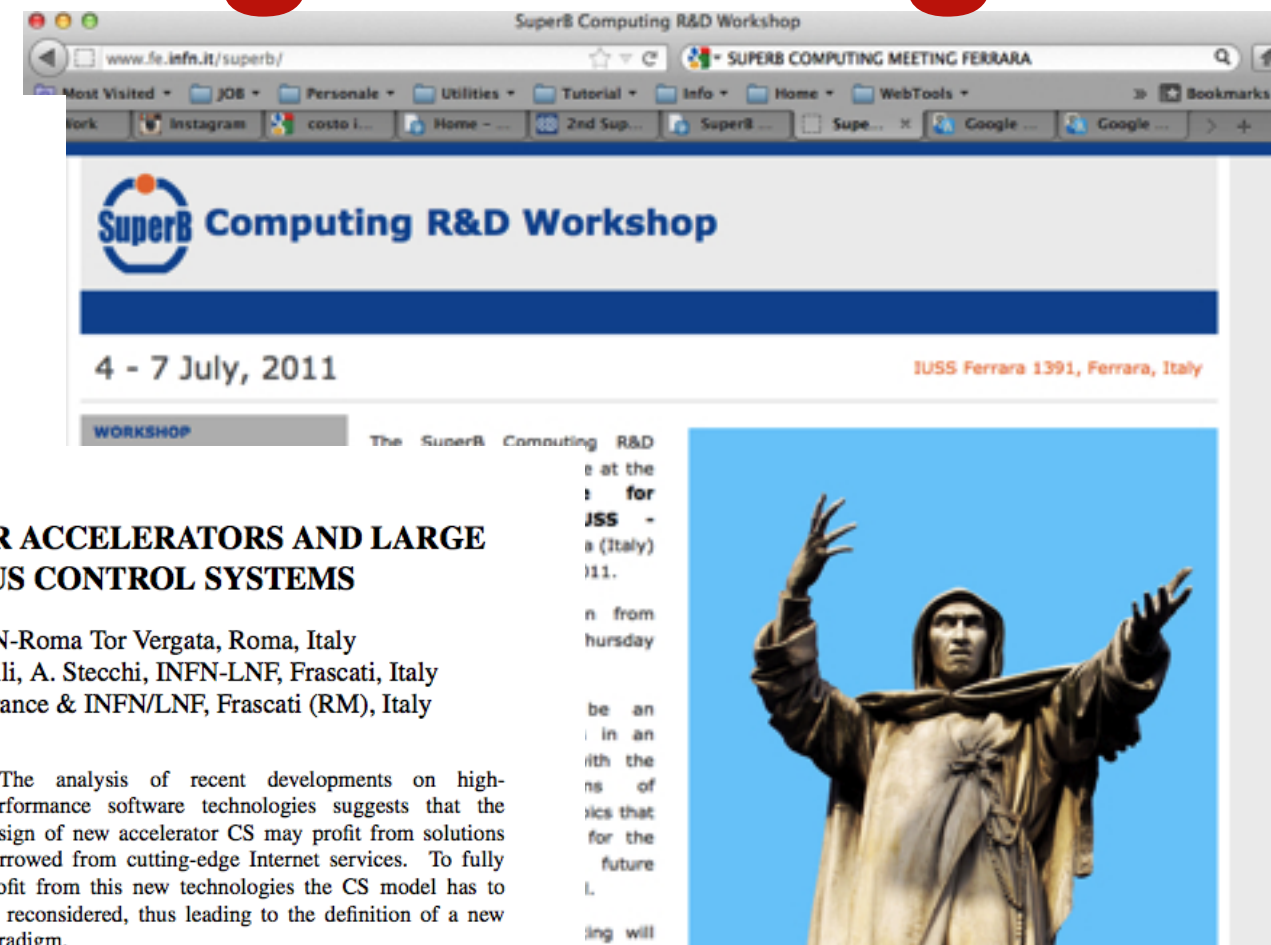 SuperB Computing R&D Workshop
www.fe.infn.it/superb/
SUPERB COMPUTING MEETING FERRARA
Most Visited JOB Personale Utilities Tutorial Info Home WebTools Bookmarks
ork Instagram costo i... Home - ... 2nd Sup... SuperB ... Supe... Google ... Google ...
SuperB Computing R&D Workshop
4 - 7 July, 2011
IUSS Ferrara 1391, Ferrara, Italy
WORKSHOP
The SuperB Computing R&D
e at the
for
USS -
a (Italy)
011.
n from
hursday
be an
in an
ith the
ns of
pics that
for the
future
l.
ing will
R ACCELERATORS AND LARGE
US CONTROL SYSTEMS
N-Roma Tor Vergata, Roma, Italy
li, A. Stecchi, INFN-LNF, Frascati, Italy
rance & INFN/LNF, Frascati (RM), Italy
The analysis of recent developments on high-
rformance software technologies suggests that the
sign of new accelerator CS may profit from solutions
rrowed from cutting-edge Internet services. To fully
ofit from this new technologies the CS model has to
reconsidered, thus leading to the definition of a new
radigm.